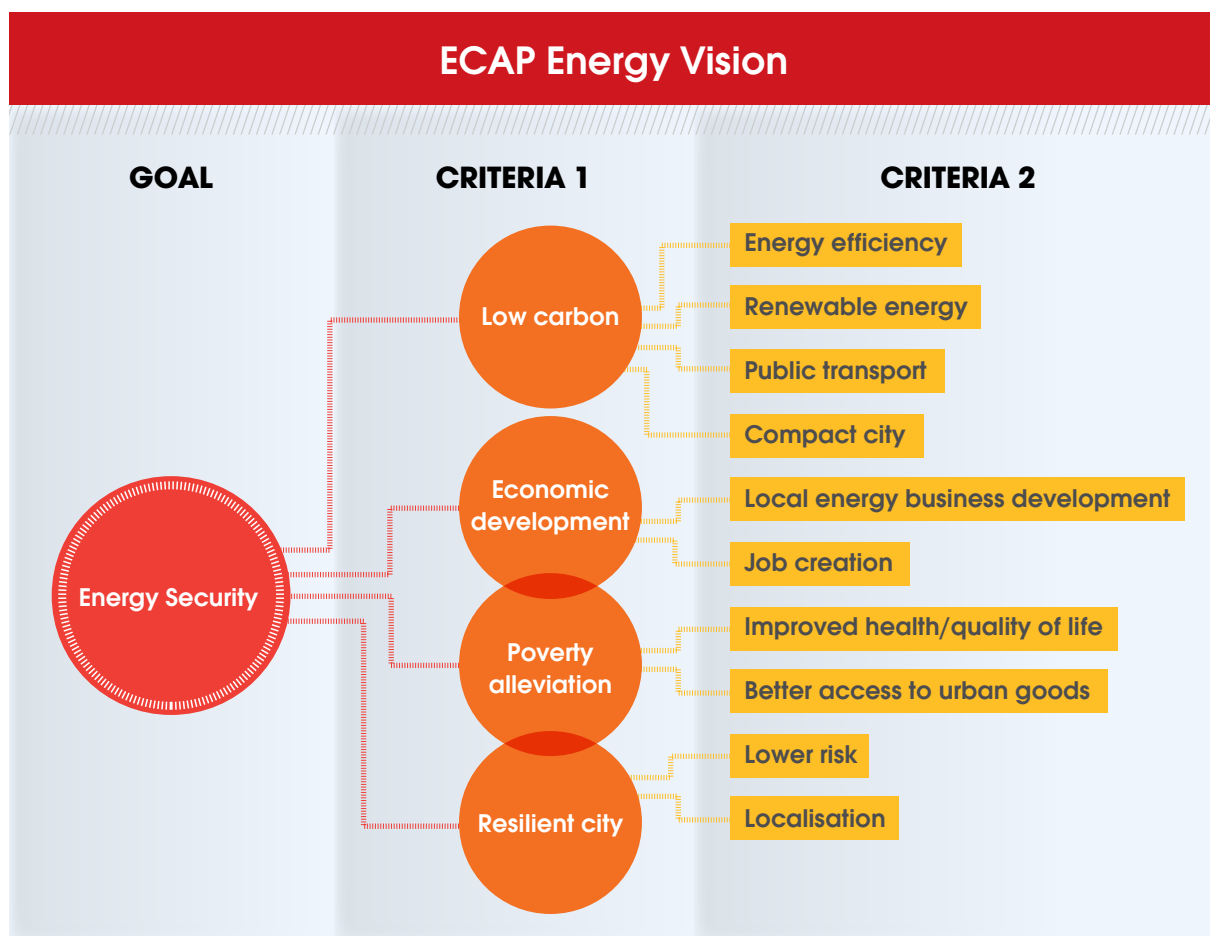 ECAP Energy Vision
GOAL
CRITERIA 1
CRITERIA 2
Energy Security
Low carbon
Energy efficiency
Renewable energy
Public transport
Compact city
Economic
development
Local energy business development
Job creation
Poverty
alleviation
Improved health/quality of life
Better access to urban goods
Resilient city
Lower risk
Localisation